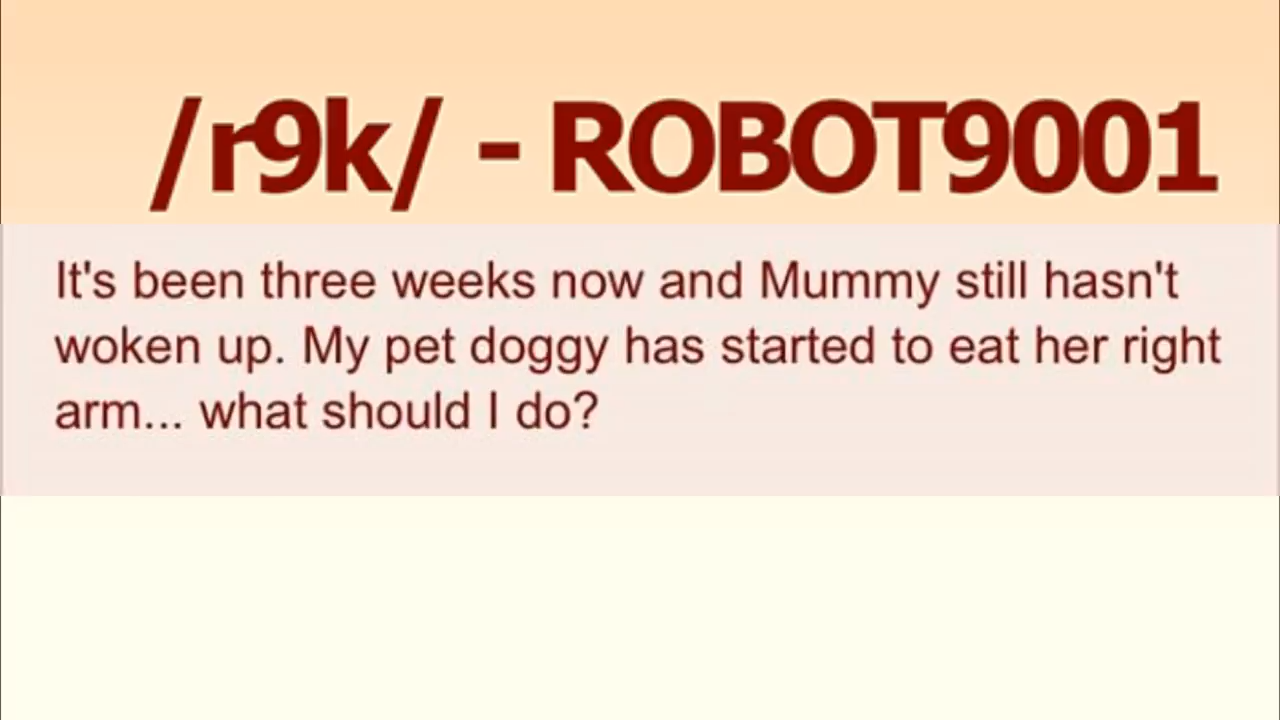 /r9k/ - ROBOT9001
It's been three weeks now and Mummy still hasn't
woken up. My pet doggy has started to eat her right
arm... what should I do?